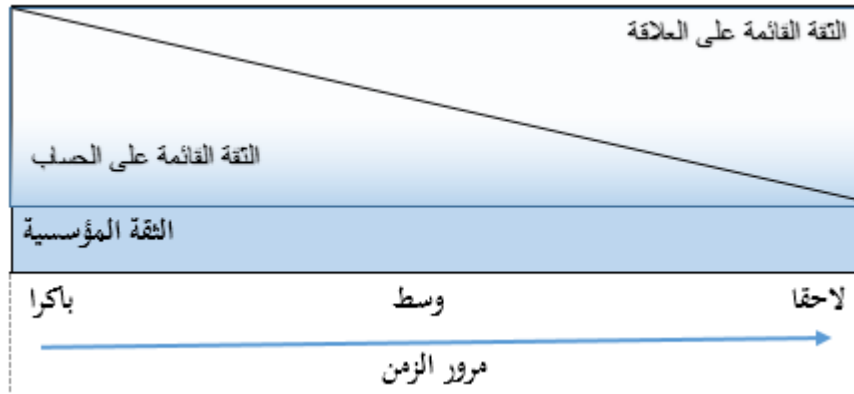 الثقة القائمة على العلاقة
الثقة القائمة على الحساب
الثقة المؤسسية
باكرا
وسط
لاحقا
مرور الزمن